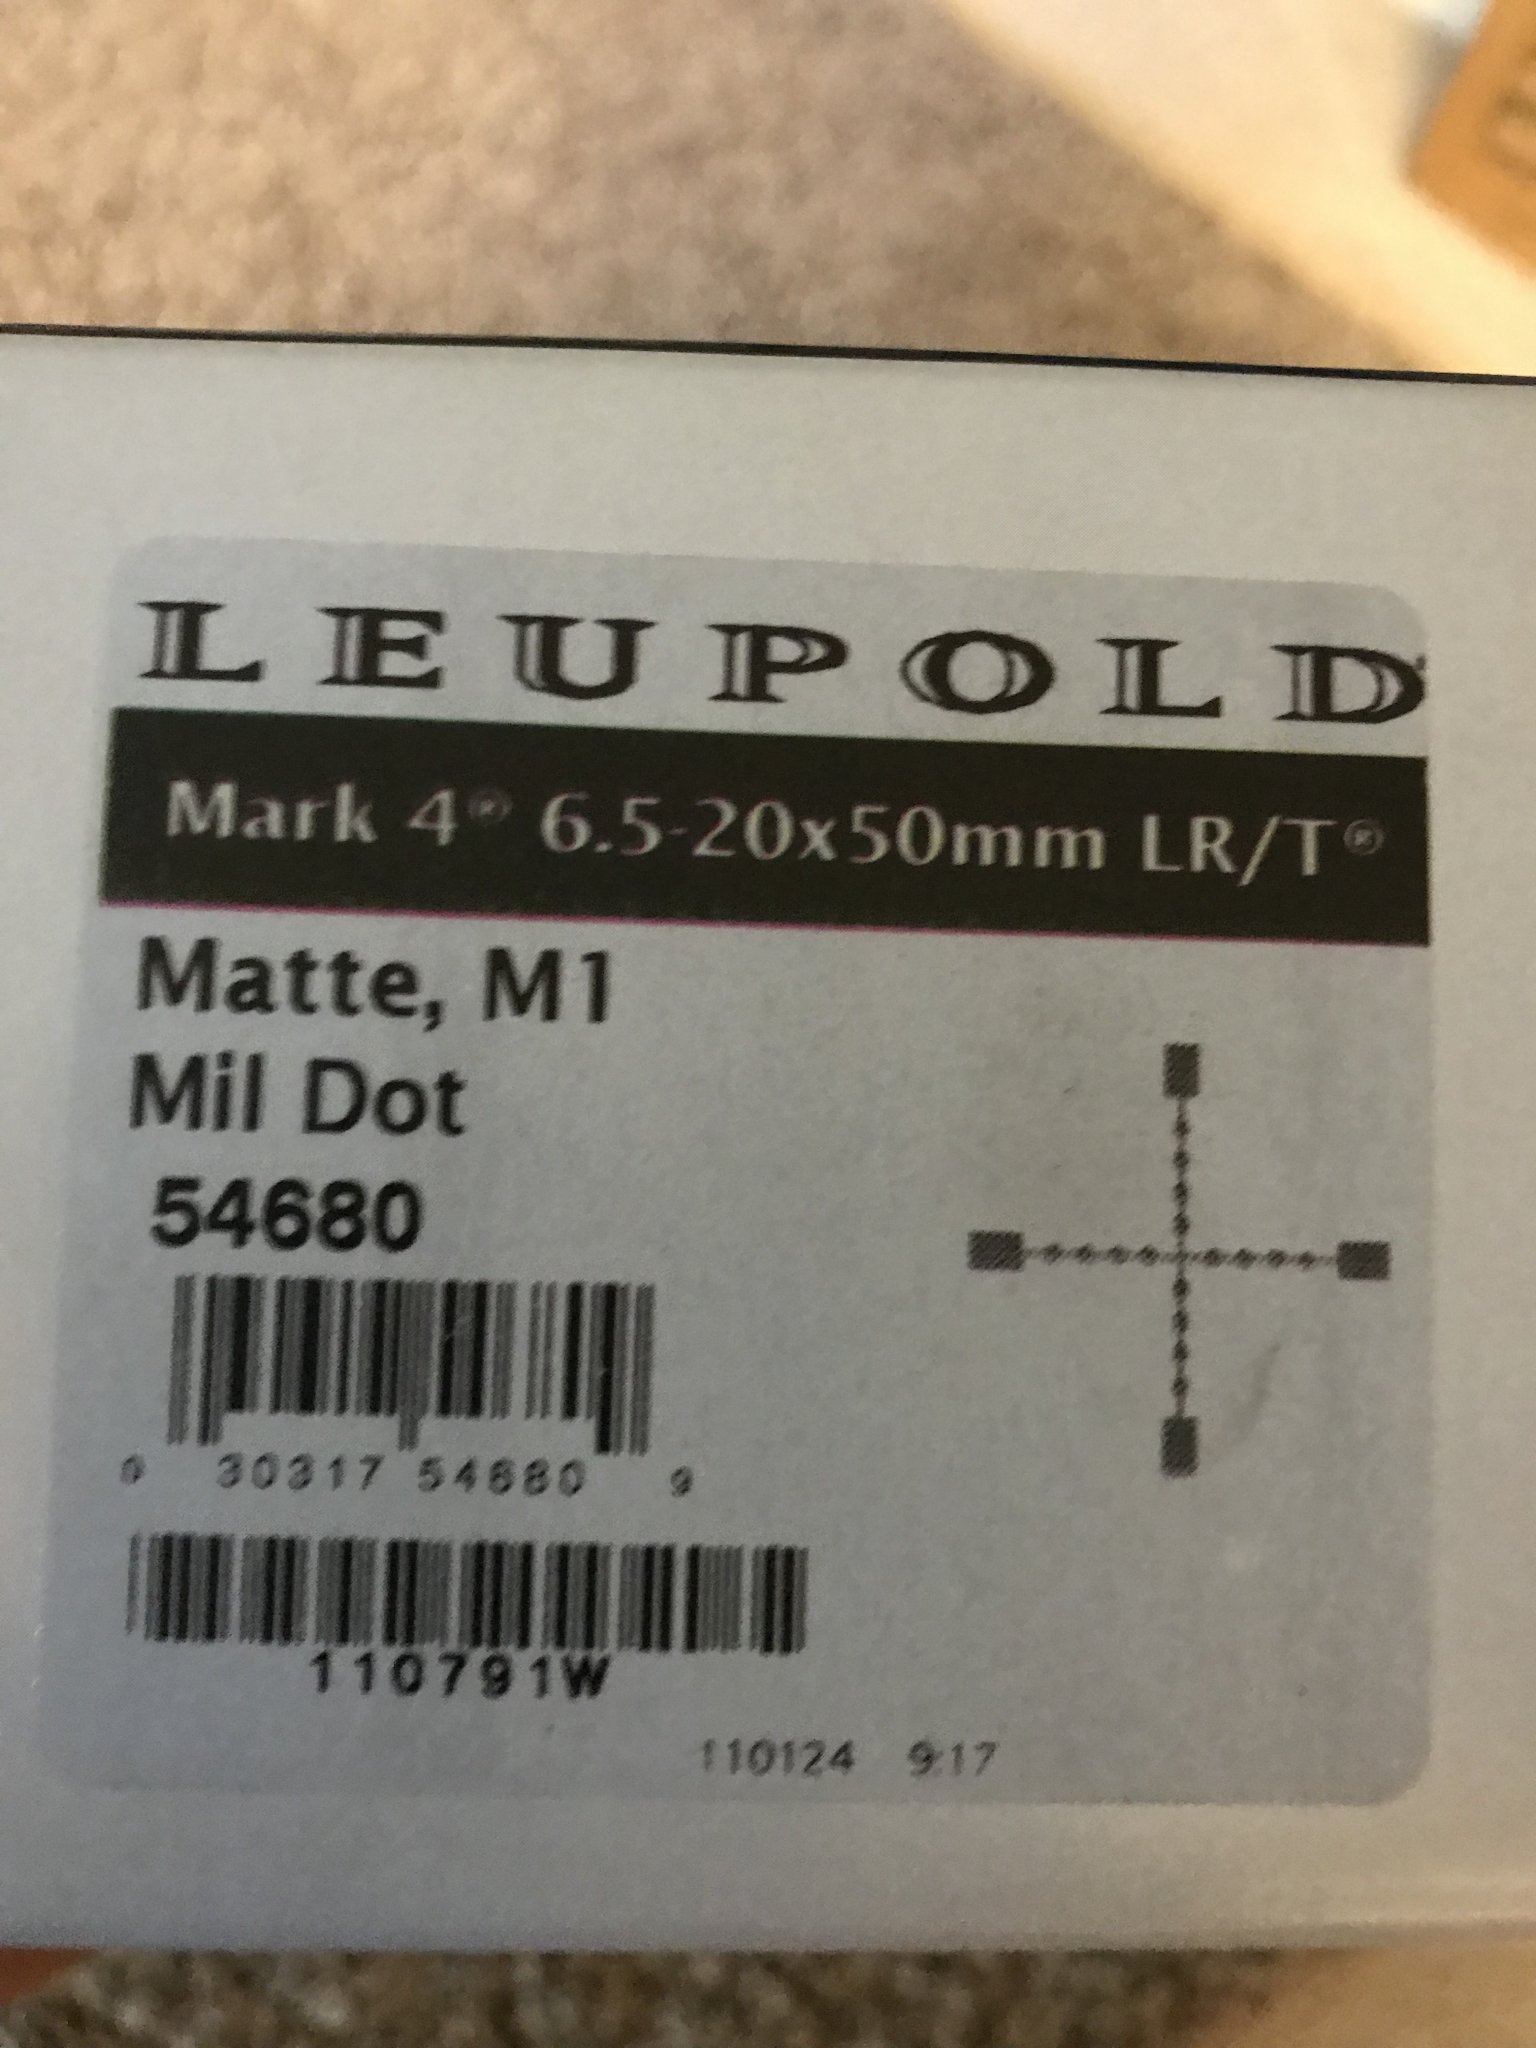 LEUPOLD
Mark 4® 6.5-20x50mm LR/T®
Matte, M1
Mil Dot
54680
0 30317 54680 9
110791W
110124 9:17